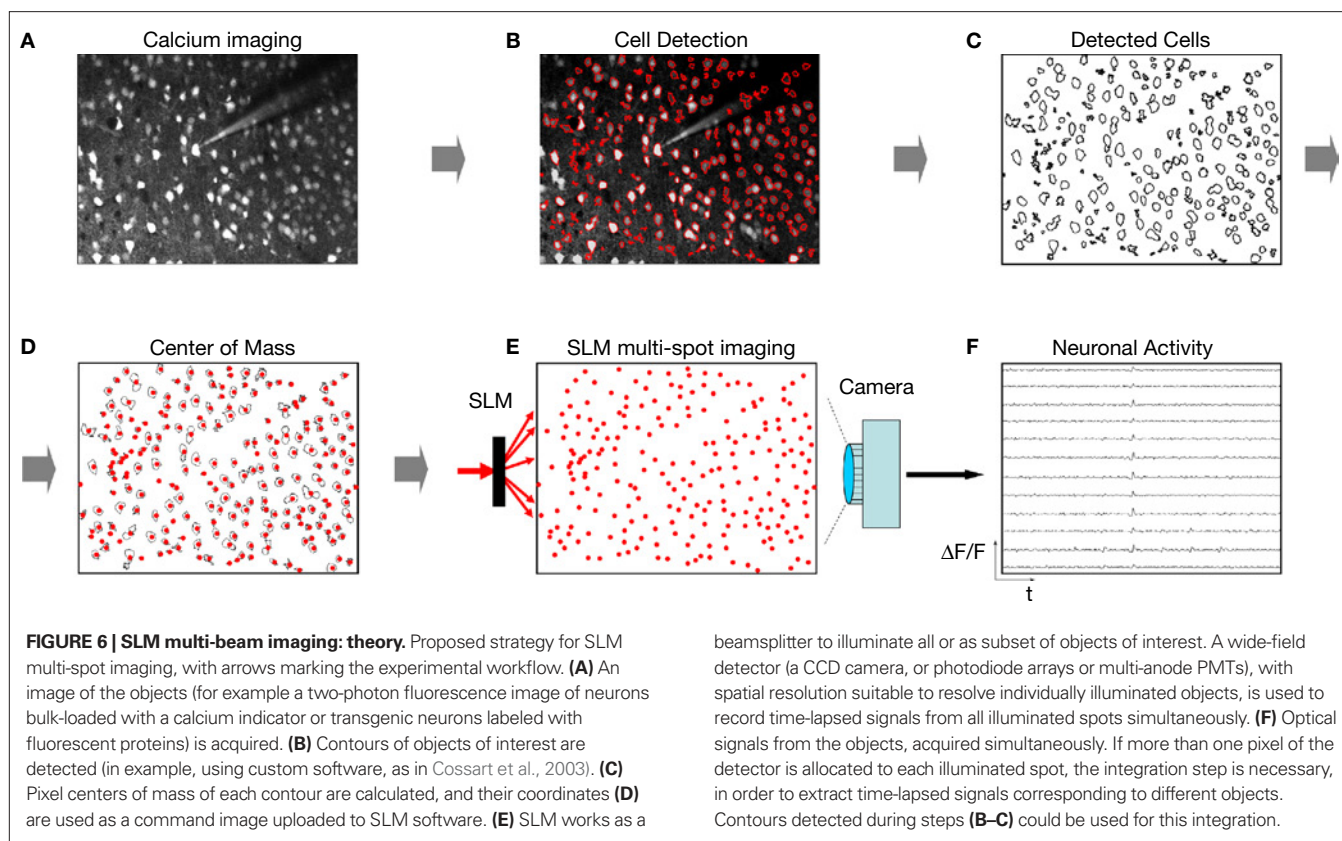 A Calcium imaging
B Cell Detection
C Detected Cells
D Center of Mass
E SLM multi-spot imaging
SLM
Camera
F Neuronal Activity
ΔF/F
t
FIGURE 6 | SLM multi-beam imaging: theory. Proposed strategy for SLM
multi-spot imaging, with arrows marking the experimental workflow. (A) An
image of the objects (for example a two-photon fluorescence image of neurons
bulk-loaded with a calcium indicator or transgenic neurons labeled with
fluorescent proteins) is acquired. (B) Contours of objects of interest are
detected (in example, using custom software, as in Cossart et al., 2003). (C)
Pixel centers of mass of each contour are calculated, and their coordinates (D)
are used as a command image uploaded to SLM software. (E) SLM works as a
beamsplitter to illuminate all or as subset of objects of interest. A wide-field
detector (a CCD camera, or photodiode arrays or multi-anode PMTs), with
spatial resolution suitable to resolve individually illuminated objects, is used to
record time-lapsed signals from all illuminated spots simultaneously. (F) Optical
signals from the objects, acquired simultaneously. If more than one pixel of the
detector is allocated to each illuminated spot, the integration step is necessary,
in order to extract time-lapsed signals corresponding to different objects.
Contours detected during steps (B–C) could be used for this integration.